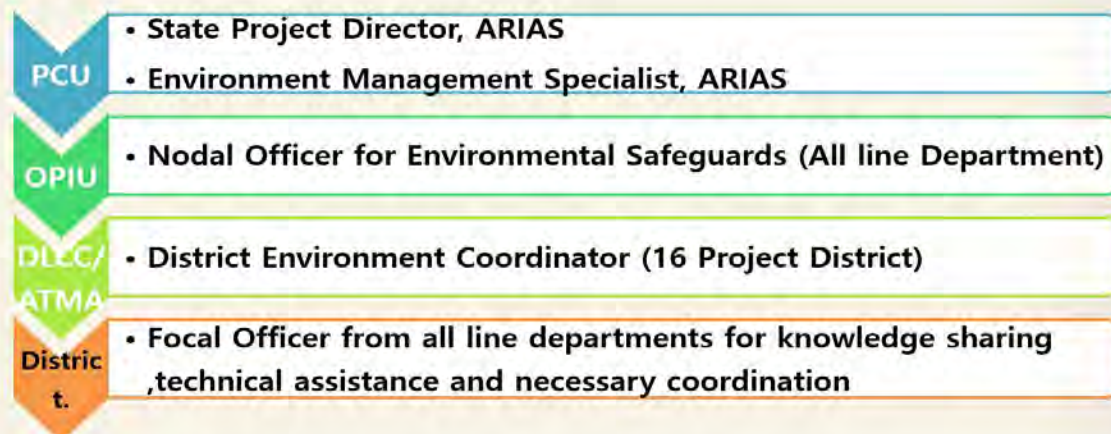 PCU
• State Project Director, ARIAS
• Environment Management Specialist, ARIAS
OPIU
• Nodal Officer for Environmental Safeguards (All line Department)
DLCC/
ATMA
• District Environment Coordinator (16 Project District)
Distric
t.
• Focal Officer from all line departments for knowledge sharing
,technical assistance and necessary coordination